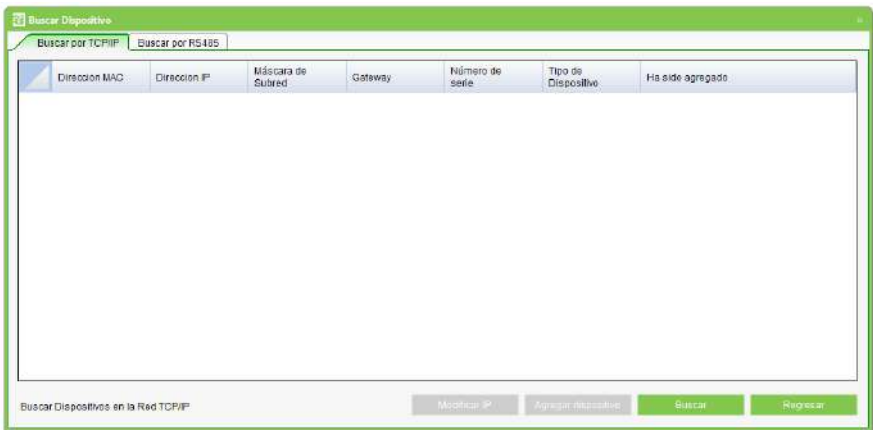 Buscar Dispositivo
Buscar por TCP/IP Buscar por RS485
Direccion MAC Direccion IP Máscara de Subred Gateway Número de serie Tipo de Dispositivo Ha side agregado
Buscar Dispositivos en la Red TCP/IP Modificar IP Agregar dispositivo Buscar Regresar